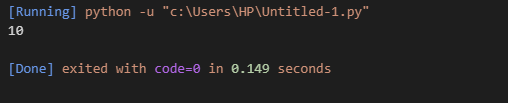 [Running] python -u "c:\Users\HP\Untitled-1.py"
10
[Done] exited with code=0 in 0.149 seconds